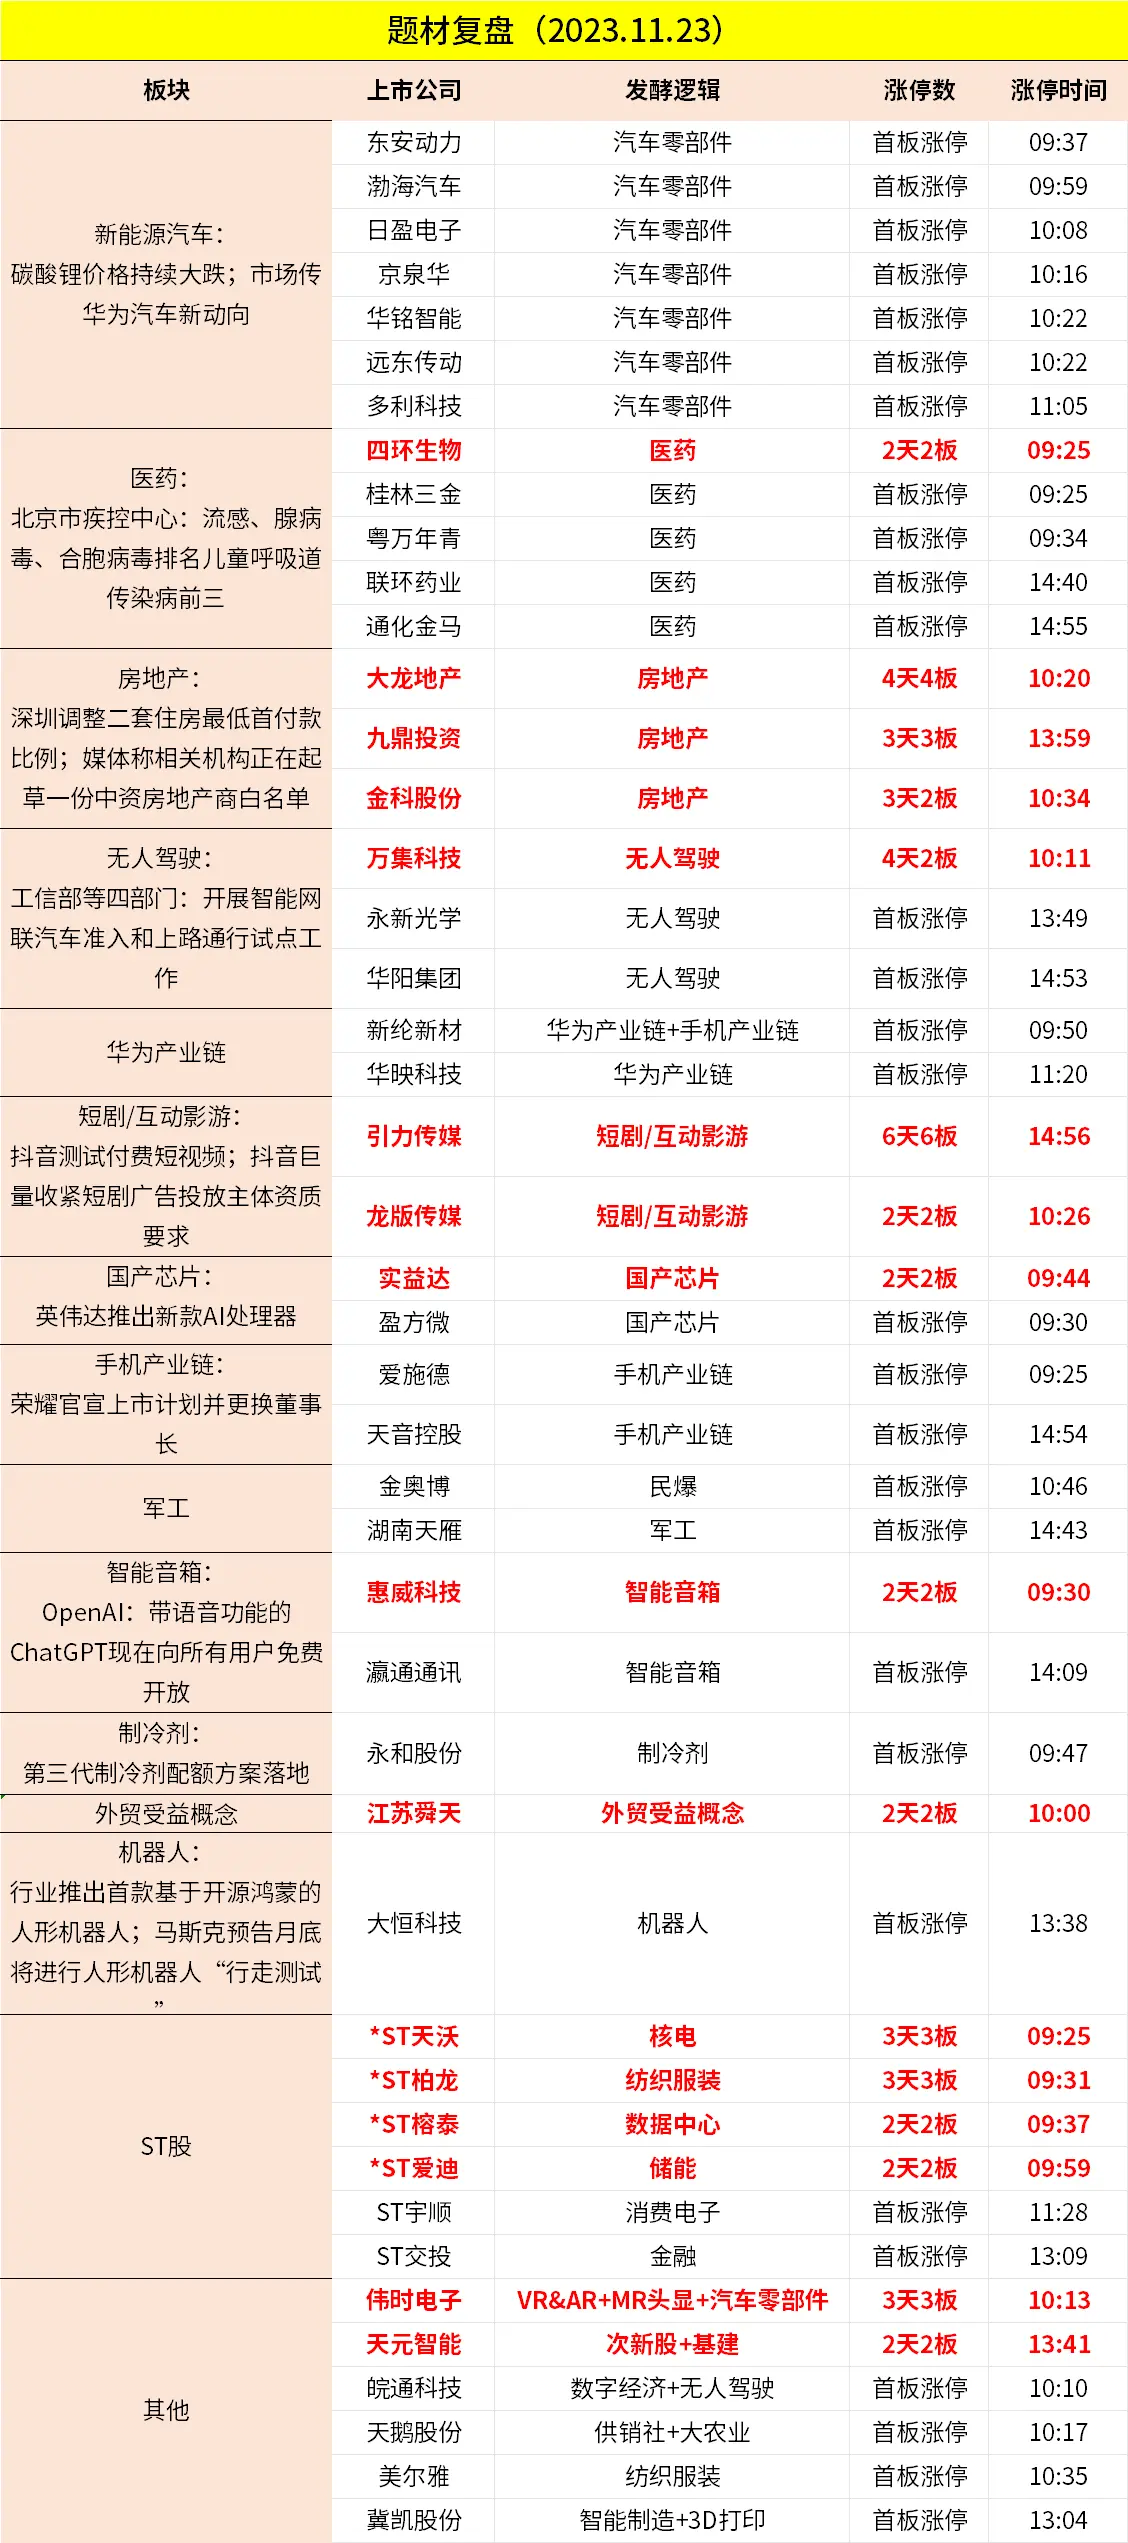 题材复盘（2023.11.23）
板块 上市公司 发酵逻辑 涨停数 涨停时间
新能源汽车：
碳酸锂价格持续大跌；市场传
华为汽车新动向
东安动力 汽车零部件 首板涨停 09:37
渤海汽车 汽车零部件 首板涨停 09:59
日盈电子 汽车零部件 首板涨停 10:08
京泉华 汽车零部件 首板涨停 10:16
华铭智能 汽车零部件 首板涨停 10:22
远东传动 汽车零部件 首板涨停 10:22
多利科技 汽车零部件 首板涨停 11:05
医药：
北京市疾控中心：流感、腺病
毒、合胞病毒排名儿童呼吸道
传染病前三
四环生物 医药 2天2板 09:25
桂林三金 医药 首板涨停 09:25
粤万年青 医药 首板涨停 09:34
联环药业 医药 首板涨停 14:40
通化金马 医药 首板涨停 14:55
房地产：
深圳调整二套住房最低首付款
比例；媒体称相关机构正在起
草一份中资房地产商白名单
大龙地产 房地产 4天4板 10:20
九鼎投资 房地产 3天3板 13:59
金科股份 房地产 3天2板 10:34
无人驾驶：
工信部等四部门：开展智能网
联汽车准入和上路通行试点工
作
万集科技 无人驾驶 4天2板 10:11
永新光学 无人驾驶 首板涨停 13:49
华阳集团 无人驾驶 首板涨停 14:53
华为产业链
新纶新材 华为产业链+手机产业链 首板涨停 09:50
华映科技 华为产业链 首板涨停 11:20
短剧/互动影游：
抖音测试付费短视频；抖音巨
量收紧短剧广告投放主体资质
要求
引力传媒 短剧/互动影游 6天6板 14:56
龙版传媒 短剧/互动影游 2天2板 10:26
国产芯片：
英伟达推出新款AI处理器
实益达 国产芯片 2天2板 09:44
盈方微 国产芯片 首板涨停 09:30
手机产业链：
荣耀官宣上市计划并更换董事
长
爱施德 手机产业链 首板涨停 09:25
天音控股 手机产业链 首板涨停 14:54
军工
金奥博 民爆 首板涨停 10:46
湖南天雁 军工 首板涨停 14:43
智能音箱：
OpenAI：带语音功能的
ChatGPT现在向所有用户免费
开放
惠威科技 智能音箱 2天2板 09:30
瀛通通讯 智能音箱 首板涨停 14:09
制冷剂：
第三代制冷剂配额方案落地
永和股份 制冷剂 首板涨停 09:47
外贸受益概念 江苏舜天 外贸受益概念 2天2板 10:00
机器人：
行业推出首款基于开源鸿蒙的
人形机器人；马斯克预告月底
将进行人形机器人“行走测试
”
大恒科技 机器人 首板涨停 13:38
ST股
*ST天沃 核电 3天3板 09:25
*ST柏龙 纺织服装 3天3板 09:31
*ST榕泰 数据中心 2天2板 09:37
*ST爱迪 储能 2天2板 09:59
ST宇顺 消费电子 首板涨停 11:28
ST交投 金融 首板涨停 13:09
其他
伟时电子 VR&AR+MR头显+汽车零部件 3天3板 10:13
天元智能 次新股+基建 2天2板 13:41
皖通科技 数字经济+无人驾驶 首板涨停 10:10
天鹅股份 供销社+大农业 首板涨停 10:17
美尔雅 纺织服装 首板涨停 10:35
冀凯股份 智能制造+3D打印 首板涨停 13:04